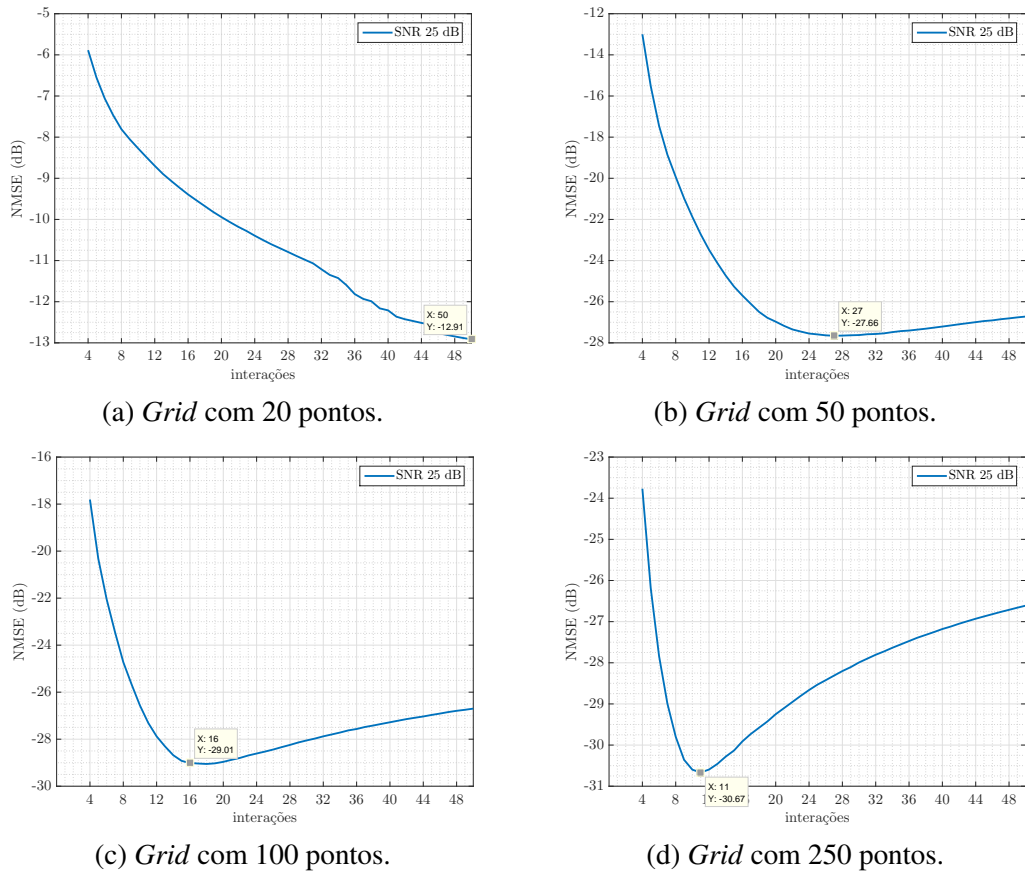 -5
-6
-7
-8
-9
-10
-11
-12
-13
NMSE (dB)
SNR 25 dB
X: 50
Y: -12.91
4 8 12 16 20 24 28 32 36 40 44 48
interações
(a) Grid com 20 pontos.
-12
-14
-16
-18
-20
-22
-24
-26
-28
NMSE (dB)
SNR 25 dB
X: 27
Y: -27.66
4 8 12 16 20 24 28 32 36 40 44 48
interações
(b) Grid com 50 pontos.
-16
-18
-20
-22
-24
-26
-28
-30
NMSE (dB)
SNR 25 dB
X: 16
Y: -29.01
4 8 12 16 20 24 28 32 36 40 44 48
interações
(c) Grid com 100 pontos.
-23
-24
-25
-26
-27
-28
-29
-30
-31
NMSE (dB)
SNR 25 dB
X: 11
Y: -30.67
4 8 16 20 24 28 32 36 40 44 48
interações
(d) Grid com 250 pontos.